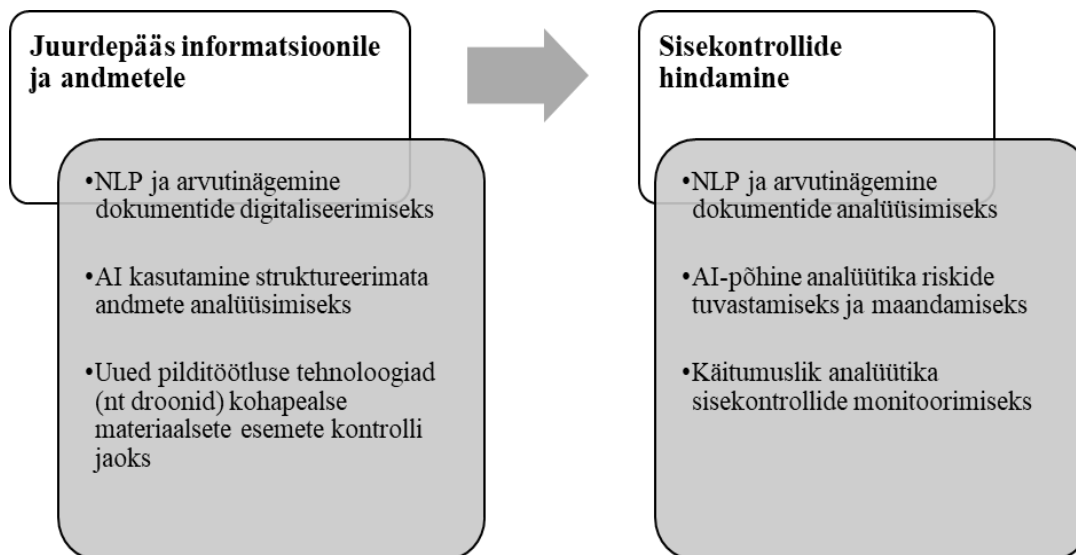 Juurdepääs informatsioonile
ja andmetele
•NLP ja arvutinägemine
dokumentide digitaliseerimiseks
•AI kasutamine struktureerimata
andmete analüüsimiseks
•Uued pilditöötluse tehnoloogiad
(nt droonid) kohapealse
materiaalsete esemete kontrolli
jaoks
Sisekontrollide
hindamine
•NLP ja arvutinägemine
dokumentide analüüsimiseks
•AI-põhine analüütika riskide
tuvastamiseks ja maandamiseks
•Käitumuslik analüütika
sisekontrollide monitoorimiseks